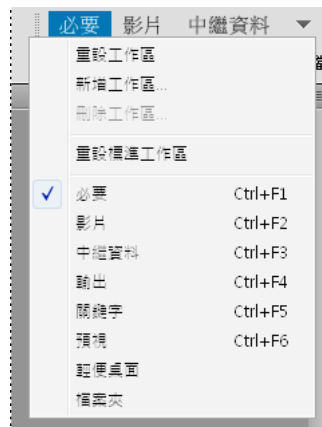 必要 影片 中繼資料
重設工作區
新增工作區...
刪除工作區...
重設標準工作區
必要 Ctrl+F1
影片 Ctrl+F2
中繼資料 Ctrl+F3
輸出 Ctrl+F4
關鍵字 Ctrl+F5
預視 Ctrl+F6
輕便桌面
檔案夾